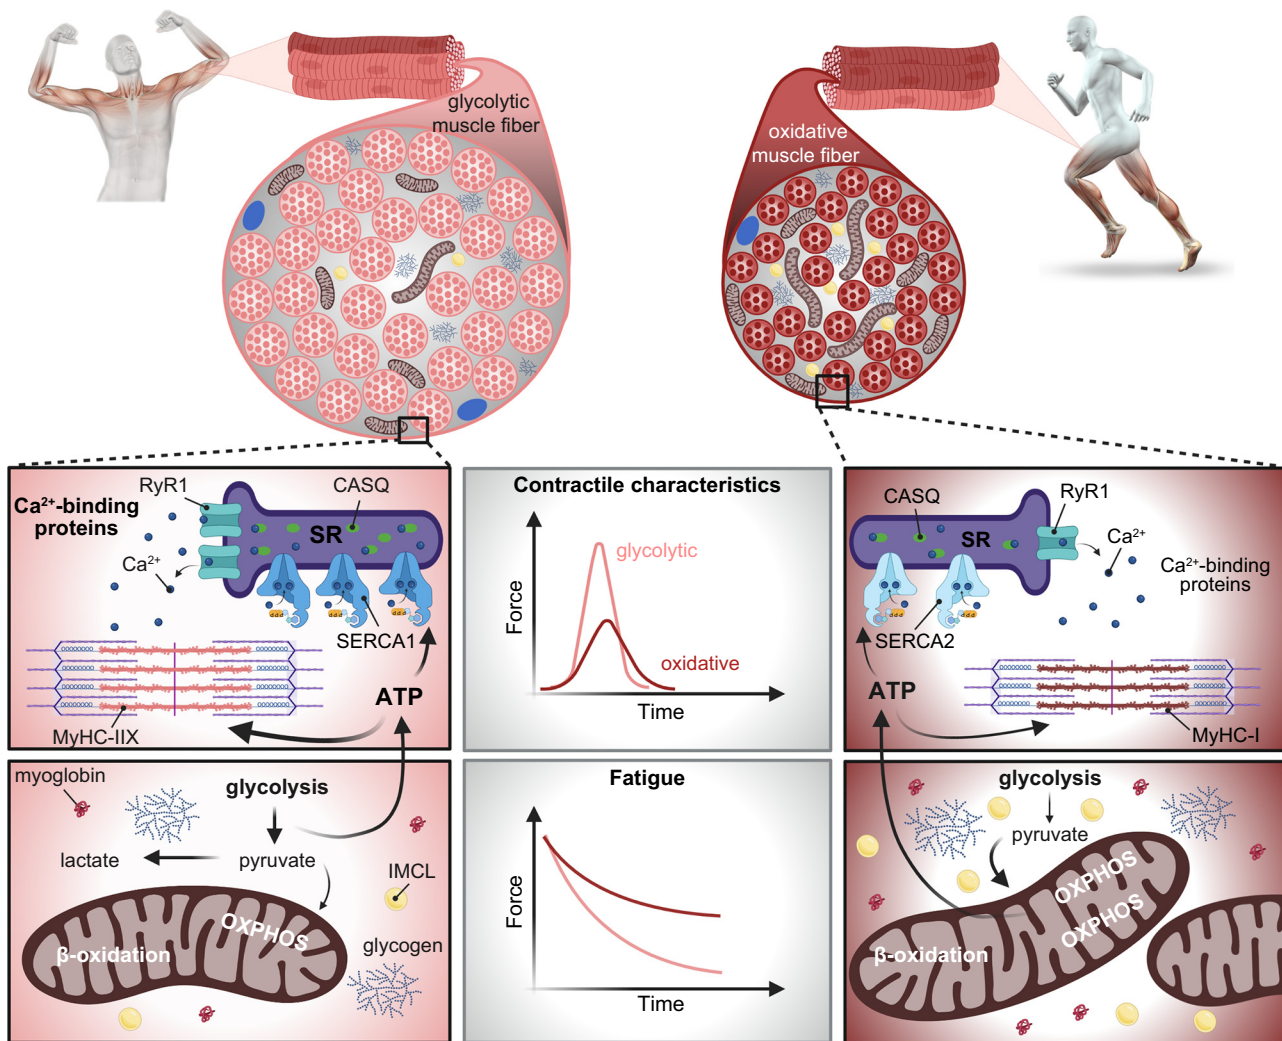 glycolytic
muscle fiber
oxidative
muscle fiber
Ca²⁺-binding
proteins
RyR1
CASQ
SR
Ca²⁺
SERCA1
ATP
MyHC-IIX
Contractile characteristics
Force
glycolytic
oxidative
Time
CASQ
RyR1
SR
Ca²⁺
Ca²⁺-binding
proteins
SERCA2
ATP
MyHC-I
myoglobin
glycolysis
lactate
pyruvate
IMCL
OXPHOS
β-oxidation
glycogen
Fatigue
Force
Time
glycolysis
pyruvate
OXPHOS
OXPHOS
β-oxidation